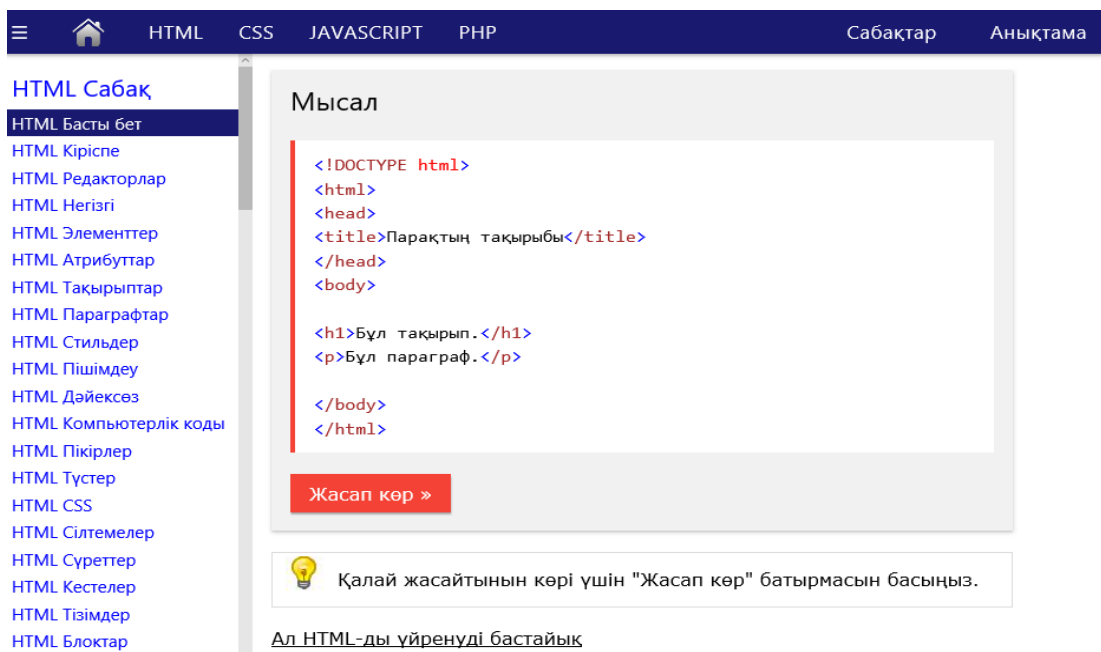 ≡ HTML CSS JAVASCRIPT PHP Сабақтар Анықтама
HTML Сабақ
HTML Басты бет
HTML Кіріспе
HTML Редакторлар
HTML Негізгі
HTML Элементтер
HTML Атрибуттар
HTML Тақырыптар
HTML Параграфтар
HTML Стильдер
HTML Пішімдеу
HTML Дәйексөз
HTML Компьютерлік коды
HTML Пікірлер
HTML Түстер
HTML CSS
HTML Сілтемелер
HTML Суреттер
HTML Кестелер
HTML Тізімдер
HTML Блоктар
Мысал
<!DOCTYPE html>
<html>
<head>
<title>Парақтың тақырыбы</title>
</head>
<body>
<h1>Бұл тақырып.</h1>
<p>Бұл параграф.</p>
</body>
</html>
Жасап көр »
Қалай жасайтынын көрі үшін "Жасап көр" батырмасын басыңыз.
Ал HTML-ды үйренуді бастайық